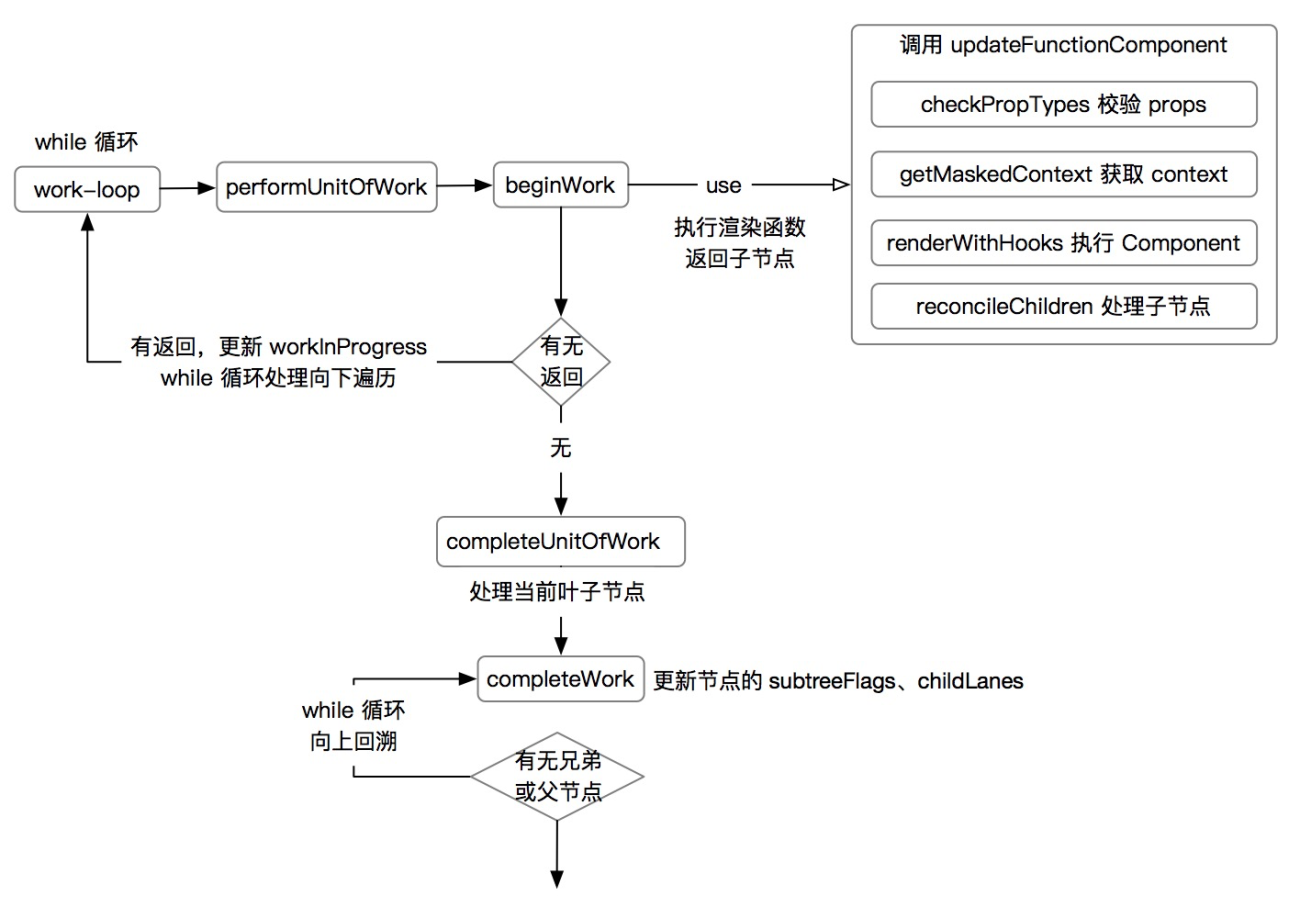 调用 updateFunctionComponent
checkPropTypes 校验 props
while 循环
work-loop
performUnitOfWork
beginWork
use
getMaskedContext 获取 context
执行渲染函数
返回子节点
renderWithHooks 执行 Component
reconcileChildren 处理子节点
有返回，更新 workInProgress
while 循环处理向下遍历
有无
返回
无
completeUnitOfWork
处理当前叶子节点
completeWork
更新节点的 subtreeFlags、childLanes
while 循环
向上回溯
有无兄弟
或父节点